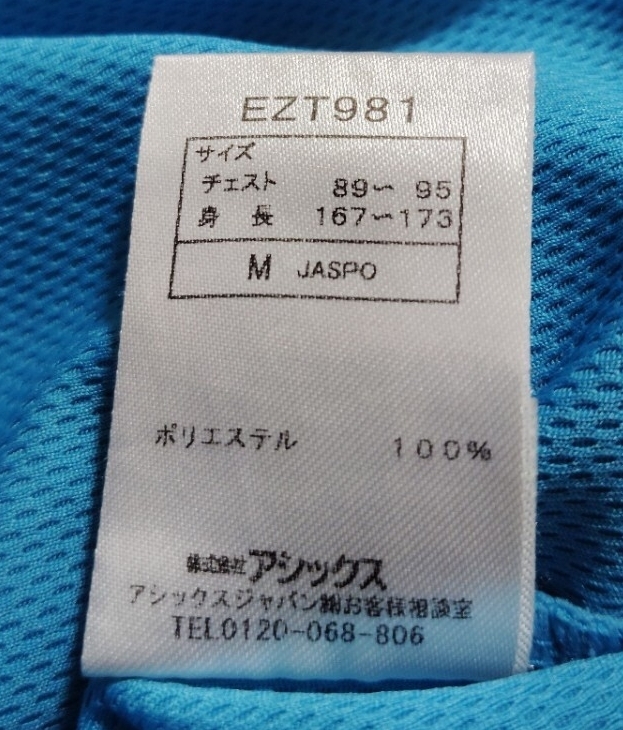 EZT981
サイズ
チェスト 89〜 95
身 長 167〜173
M JASPO
ポリエステル 100%
株式会社アシックス
アシックスジャパン㈱お客様相談室
TEL0120-068-806